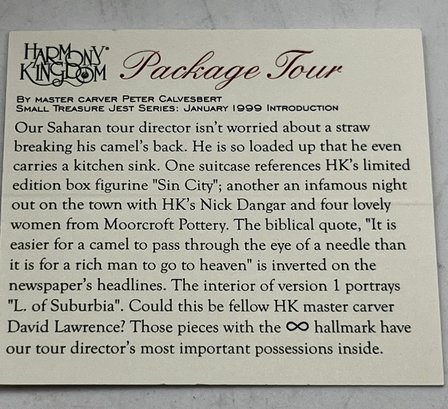 HARMONY® KINGDOM Package Tour
BY MASTER CARVER PETER CALVESBERT
SMALL TREASURE JEST SERIES: JANUARY 1999 INTRODUCTION
Our Saharan tour director isn't worried about a straw
breaking his camel's back. He is so loaded up that he even
carries a kitchen sink. One suitcase references HK's limited
edition box figurine "Sin City"; another an infamous night
out on the town with HK's Nick Dangar and four lovely
women from Moorcroft Pottery. The biblical quote, "It is
easier for a camel to pass through the eye of a needle than
it is for a rich man to go to heaven" is inverted on the
newspaper's headlines. The interior of version 1 portrays
"L. of Suburbia". Could this be fellow HK master carver
David Lawrence? Those pieces with the ∞ hallmark have
our tour director's most important possessions inside.